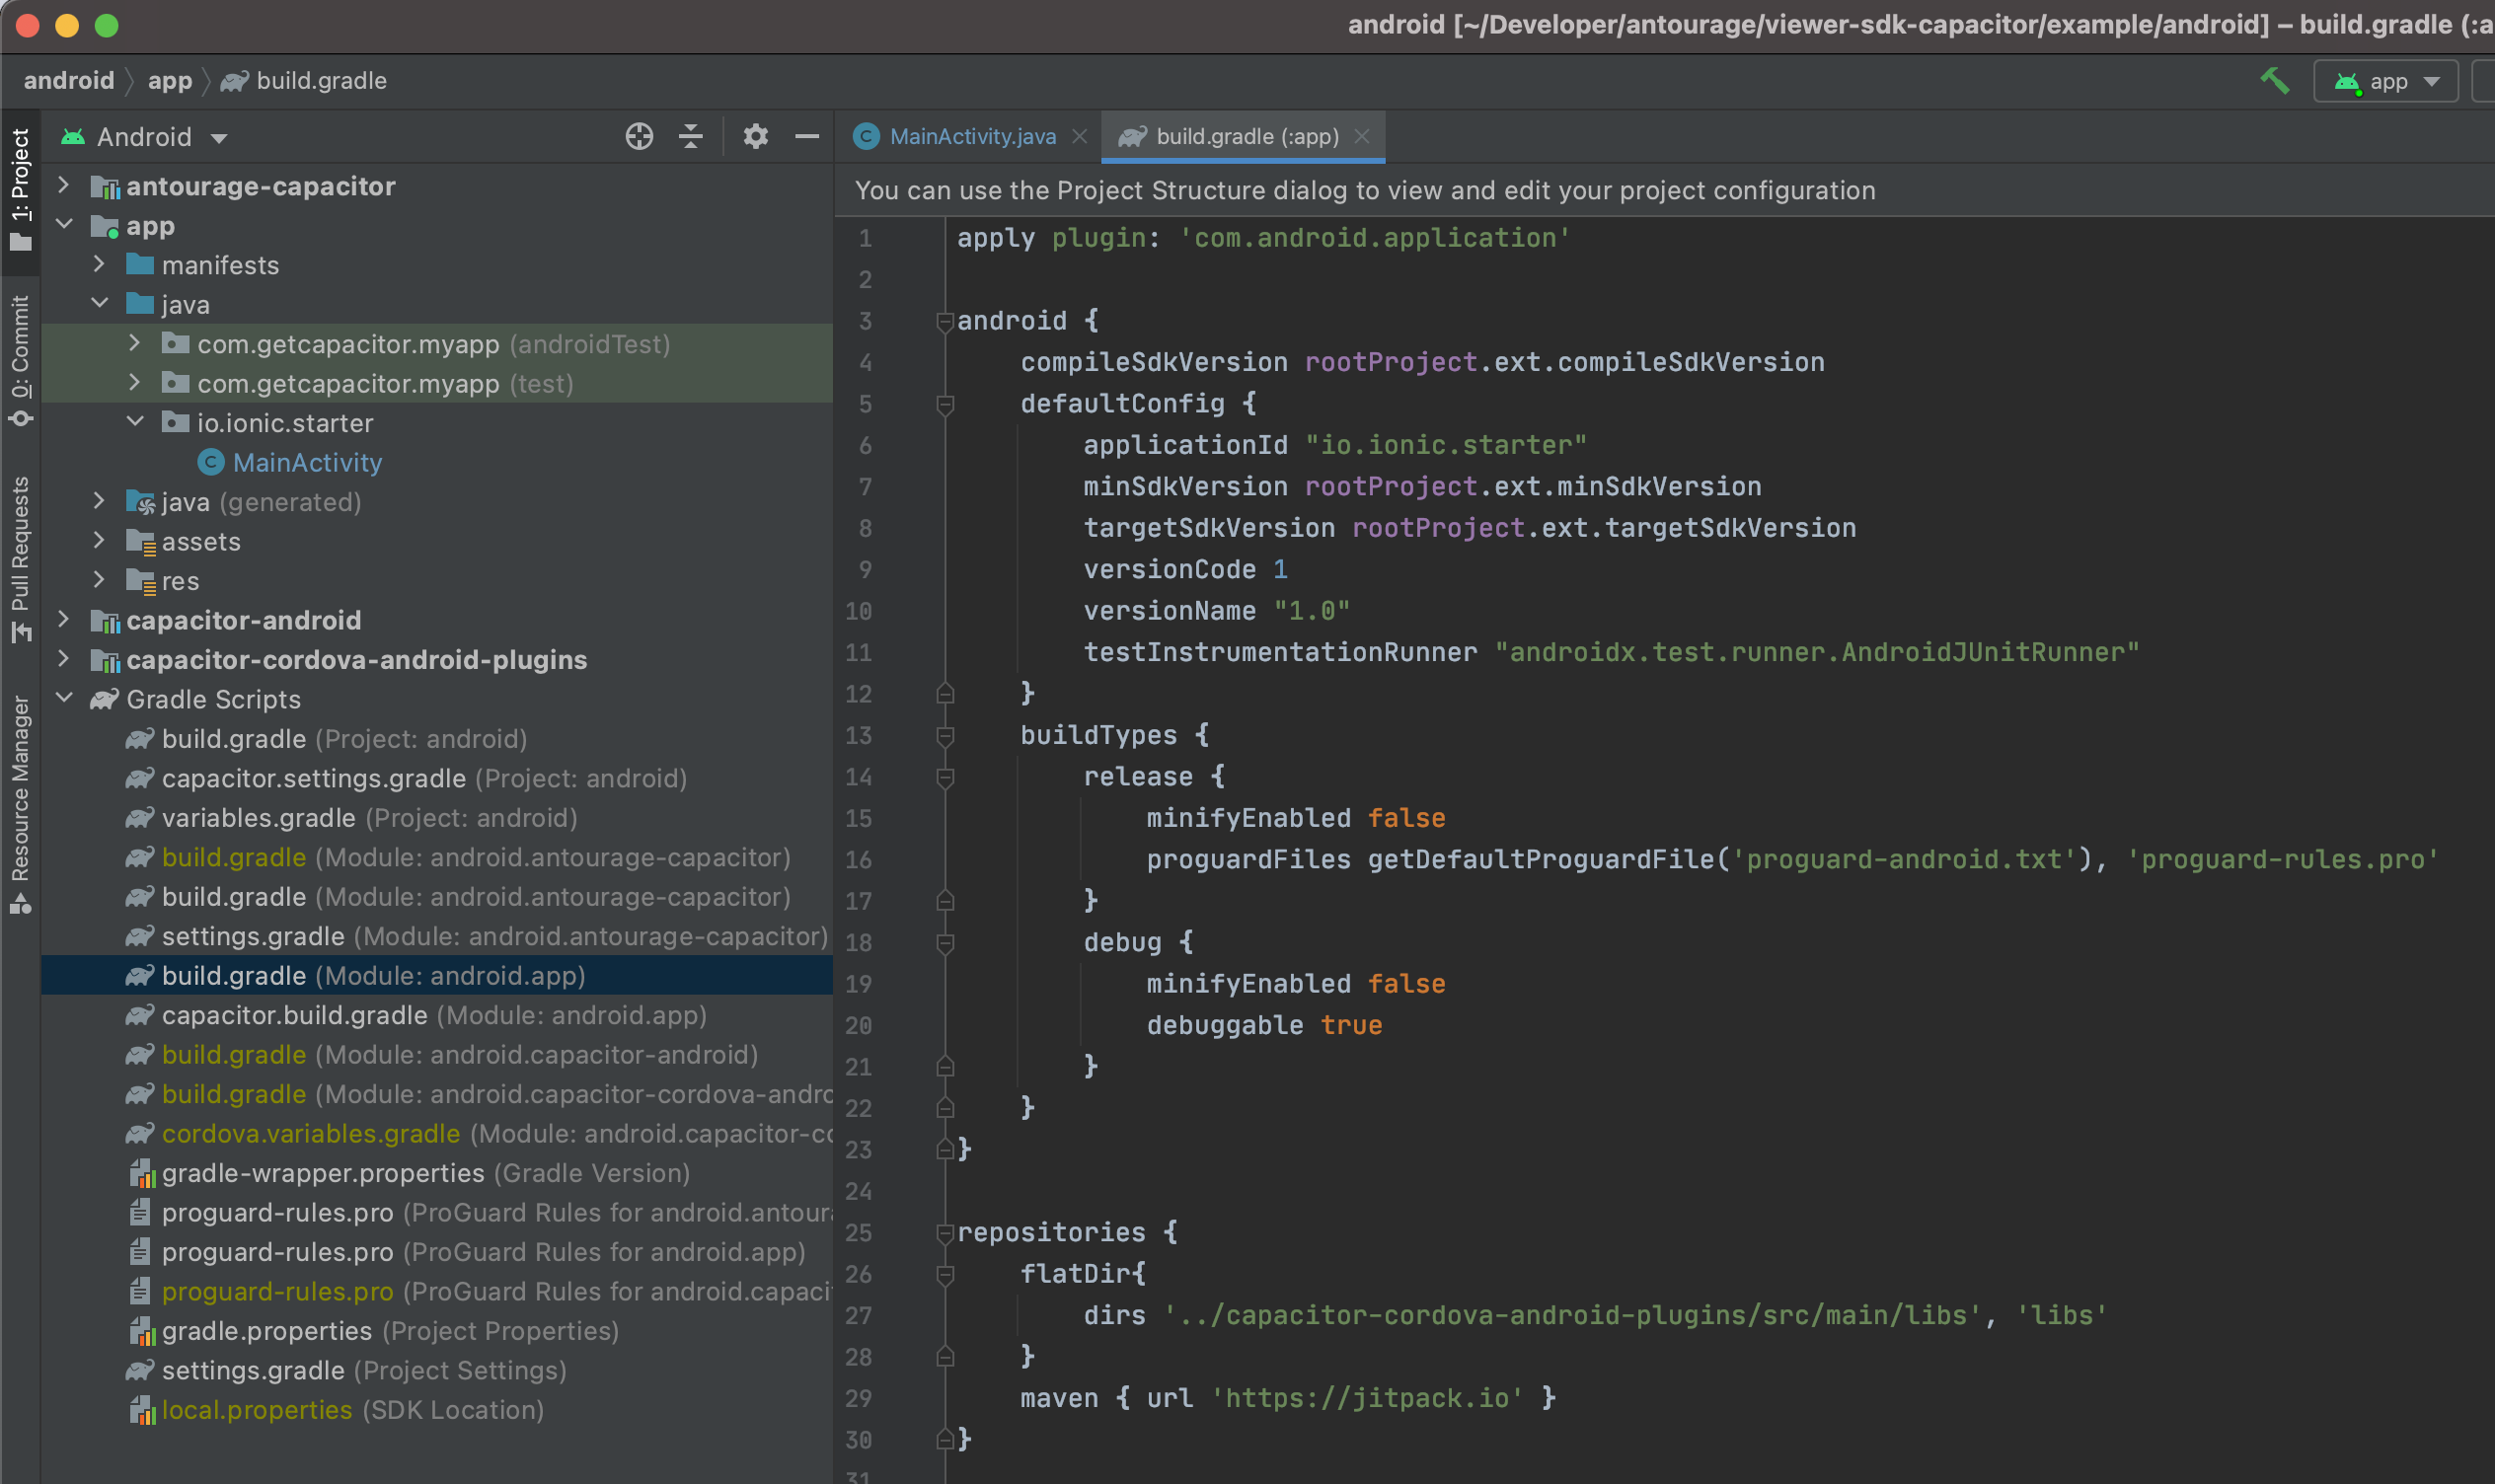 android [~/Developer/antourage/viewer-sdk-capacitor/example/android] – build.gradle (:a
android app build.gradle
app
1: Project
0: Commit
Pull Requests
Resource Manager
Android
antourage-capacitor
app
manifests
java
com.getcapacitor.myapp (androidTest)
com.getcapacitor.myapp (test)
io.ionic.starter
MainActivity
java (generated)
assets
res
capacitor-android
capacitor-cordova-android-plugins
Gradle Scripts
build.gradle (Project: android)
capacitor.settings.gradle (Project: android)
variables.gradle (Project: android)
build.gradle (Module: android.antourage-capacitor)
build.gradle (Module: android.antourage-capacitor)
settings.gradle (Module: android.antourage-capacitor)
build.gradle (Module: android.app)
capacitor.build.gradle (Module: android.app)
build.gradle (Module: android.capacitor-android)
build.gradle (Module: android.capacitor-cordova-andro
cordova.variables.gradle (Module: android.capacitor-co
gradle-wrapper.properties (Gradle Version)
proguard-rules.pro (ProGuard Rules for android.antoura
proguard-rules.pro (ProGuard Rules for android.app)
proguard-rules.pro (ProGuard Rules for android.capacit
gradle.properties (Project Properties)
settings.gradle (Project Settings)
local.properties (SDK Location)
MainActivity.java build.gradle (:app)
You can use the Project Structure dialog to view and edit your project configuration
1 apply plugin: 'com.android.application'
2
3 android {
4 compileSdkVersion rootProject.ext.compileSdkVersion
5 defaultConfig {
6 applicationId "io.ionic.starter"
7 minSdkVersion rootProject.ext.minSdkVersion
8 targetSdkVersion rootProject.ext.targetSdkVersion
9 versionCode 1
10 versionName "1.0"
11 testInstrumentationRunner "androidx.test.runner.AndroidJUnitRunner"
12 }
13 buildTypes {
14 release {
15 minifyEnabled false
16 proguardFiles getDefaultProguardFile('proguard-android.txt'), 'proguard-rules.pro'
17 }
18 debug {
19 minifyEnabled false
20 debuggable true
21 }
22 }
23 }
24
25 repositories {
26 flatDir{
27 dirs '../capacitor-cordova-android-plugins/src/main/libs', 'libs'
28 }
29 maven { url 'https://jitpack.io' }
30 }
31